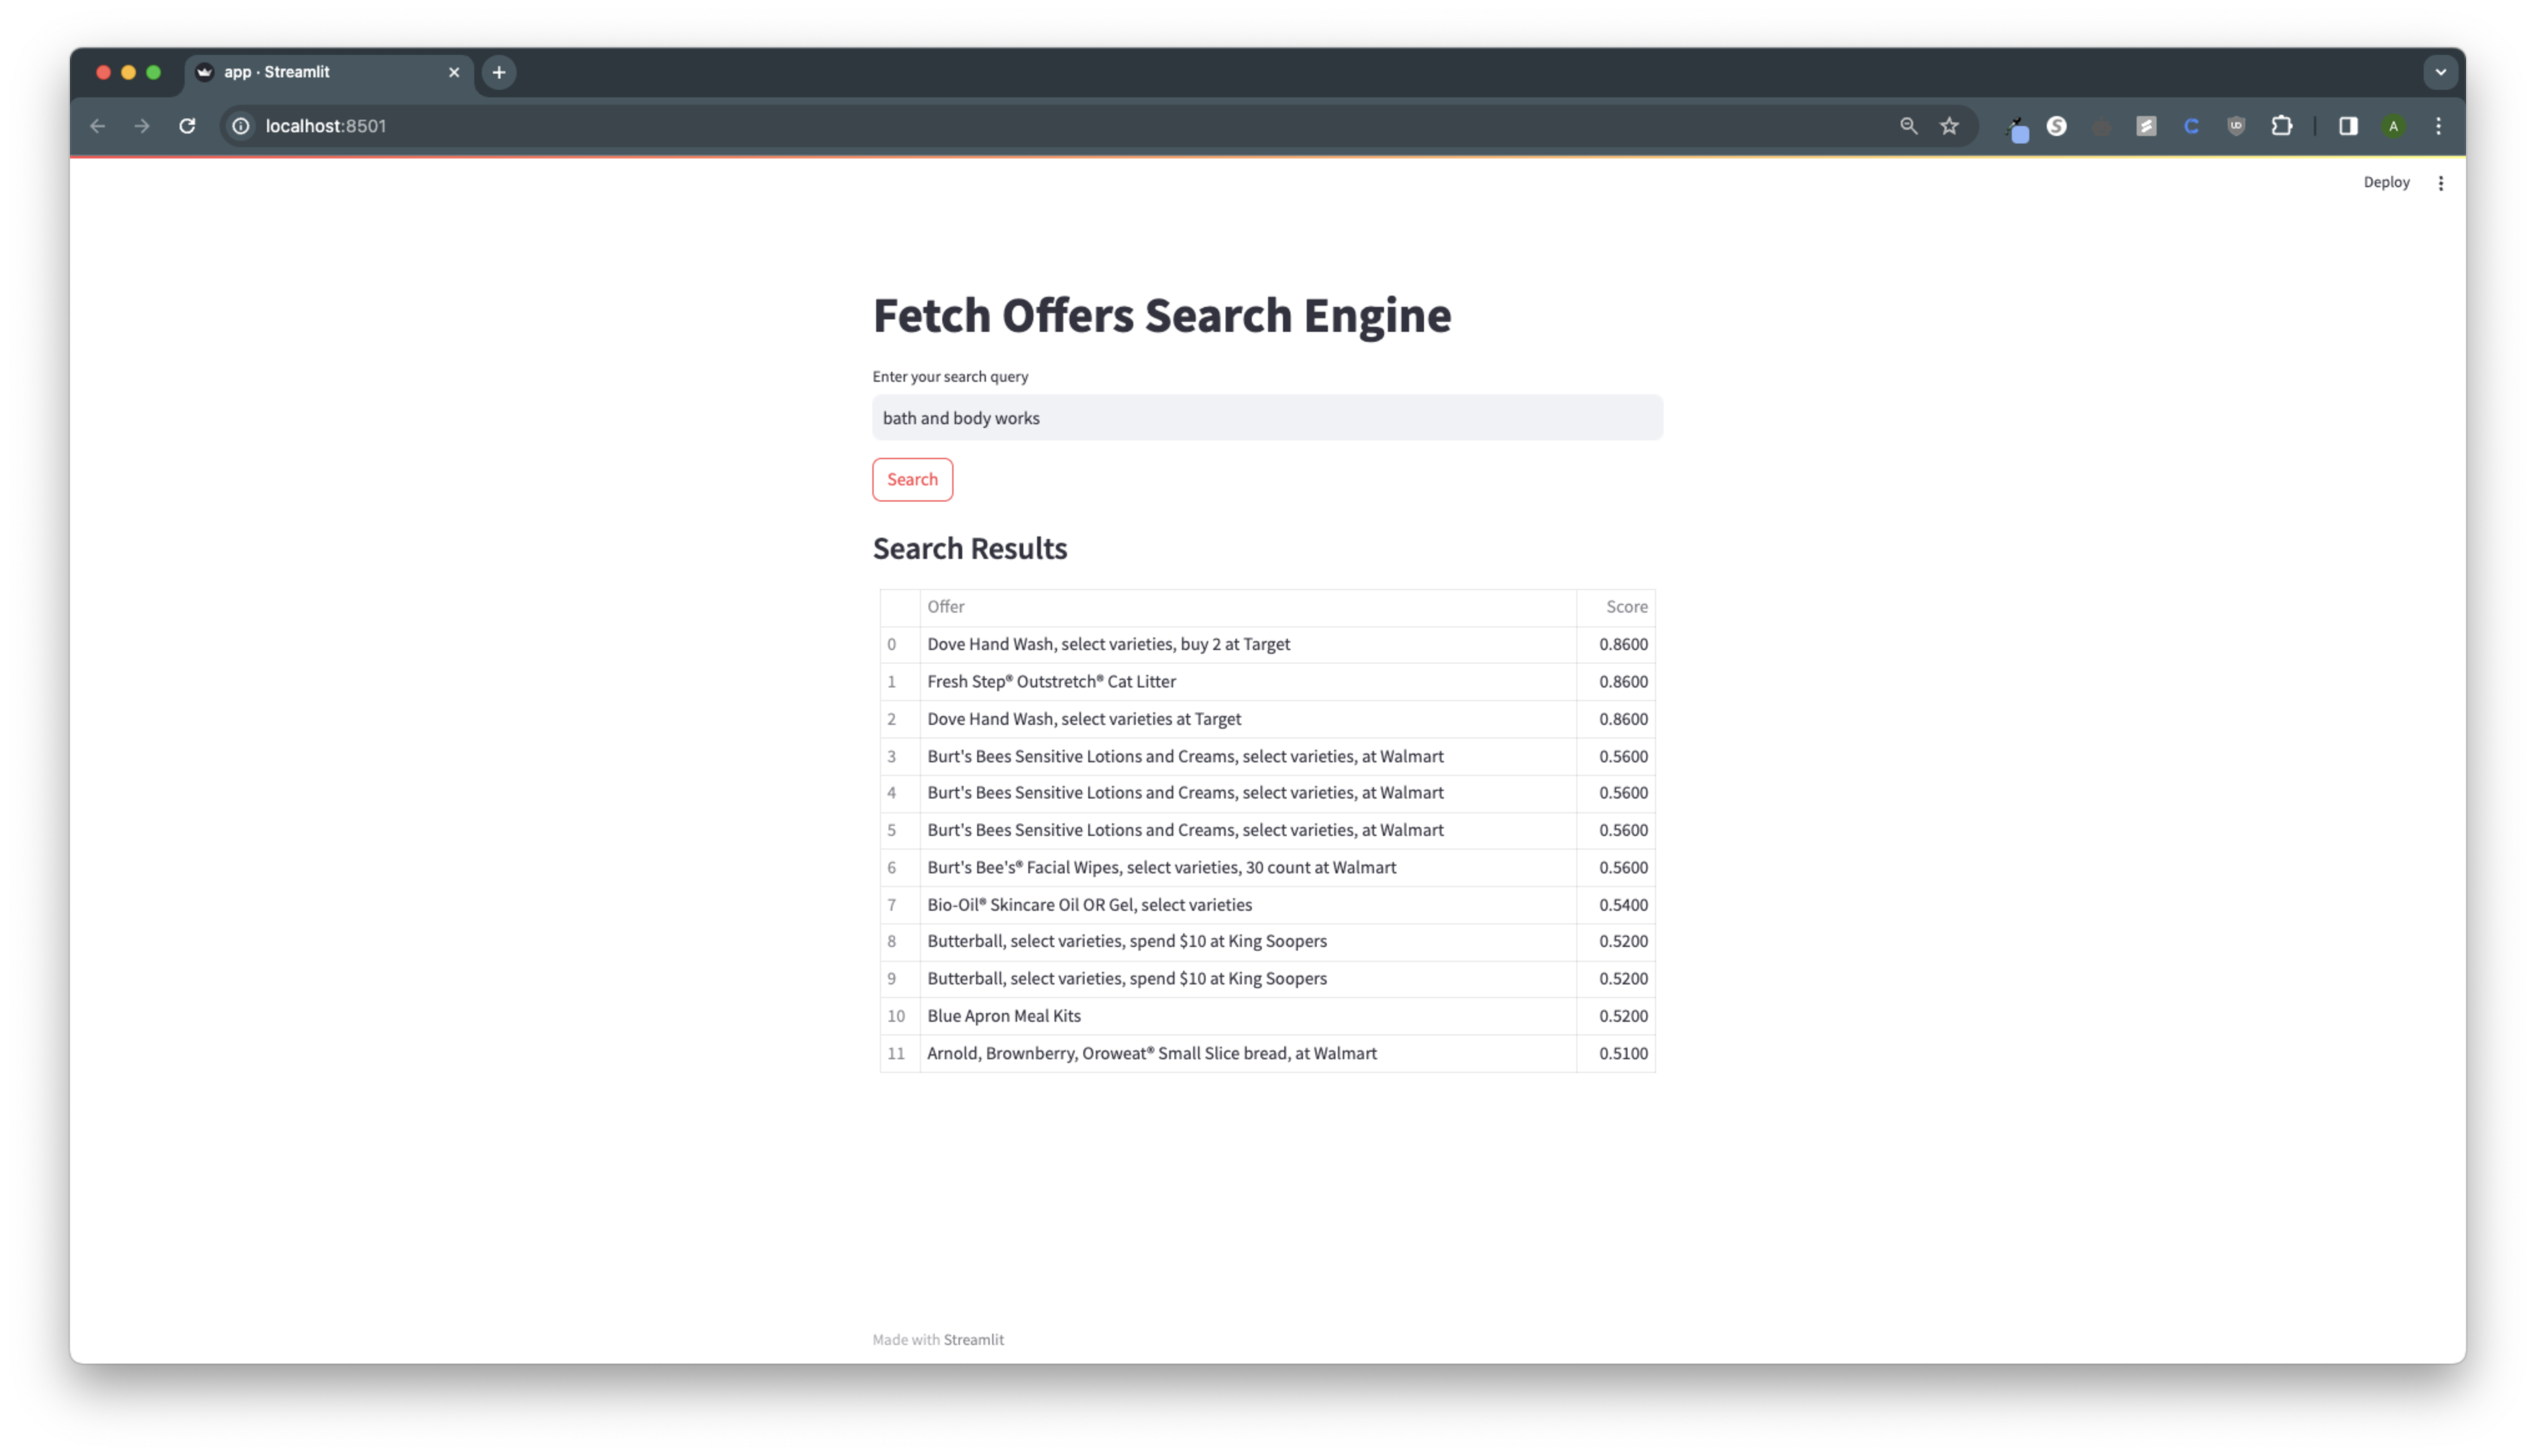 app · Streamlit
localhost:8501
Deploy
Fetch Offers Search Engine
Enter your search query
bath and body works
Search
Search Results
Offer Score
0 Dove Hand Wash, select varieties, buy 2 at Target 0.8600
1 Fresh Step® Outstretch® Cat Litter 0.8600
2 Dove Hand Wash, select varieties at Target 0.8600
3 Burt's Bees Sensitive Lotions and Creams, select varieties, at Walmart 0.5600
4 Burt's Bees Sensitive Lotions and Creams, select varieties, at Walmart 0.5600
5 Burt's Bees Sensitive Lotions and Creams, select varieties, at Walmart 0.5600
6 Burt's Bee's® Facial Wipes, select varieties, 30 count at Walmart 0.5600
7 Bio-Oil® Skincare Oil OR Gel, select varieties 0.5400
8 Butterball, select varieties, spend $10 at King Soopers 0.5200
9 Butterball, select varieties, spend $10 at King Soopers 0.5200
10 Blue Apron Meal Kits 0.5200
11 Arnold, Brownberry, Oroweat® Small Slice bread, at Walmart 0.5100
Made with Streamlit